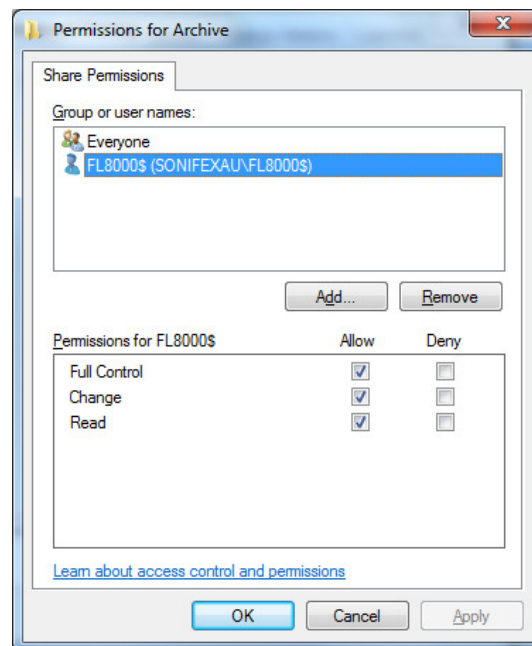 Permissions for Archive
Share Permissions
Group or user names:
Everyone
FL8000$ (SONIFEXAU\FL8000$)
Add... Remove
Permissions for FL8000$ Allow Deny
Full Control
Change
Read
Learn about access control and permissions
OK Cancel Apply